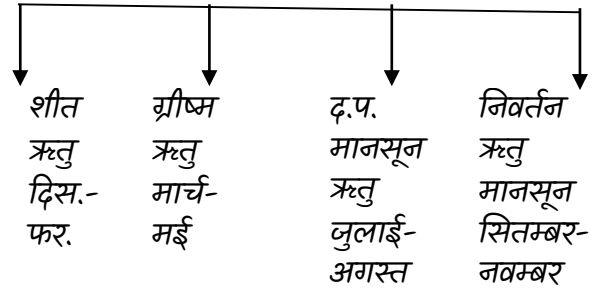 शीत
ऋतु
दिस.-
फर.
ग्रीष्म
ऋतु
मार्च-
मई
द.प.
मानसून
ऋतु
जुलाई-
अगस्त
निवर्तन
ऋतु
मानसून
सितम्बर-
नवम्बर